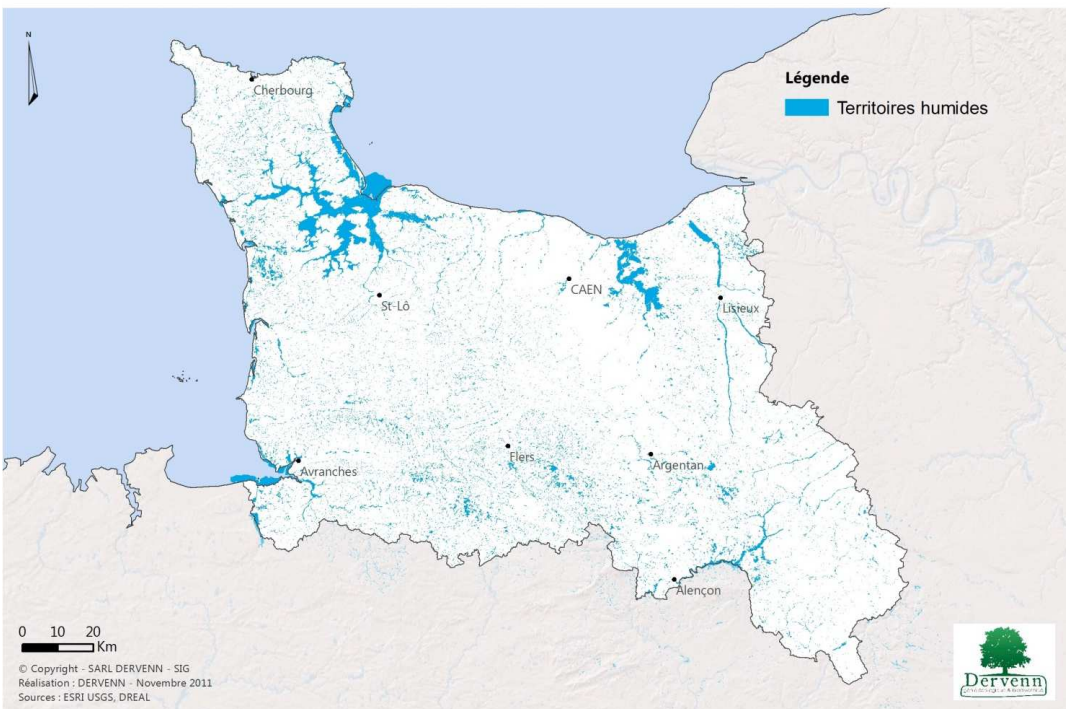 N
Légende
Territoires humides
Cherbourg
CAEN
St-Lô
Lisieux
Flers
Avranches
Argentan
Alençon
0 10 20
Km
© Copyright - SARL DERVENN - SIG
Réalisation : DERVENN - Novembre 2011
Sources : ESRI USGS, DREAL
Dervenn